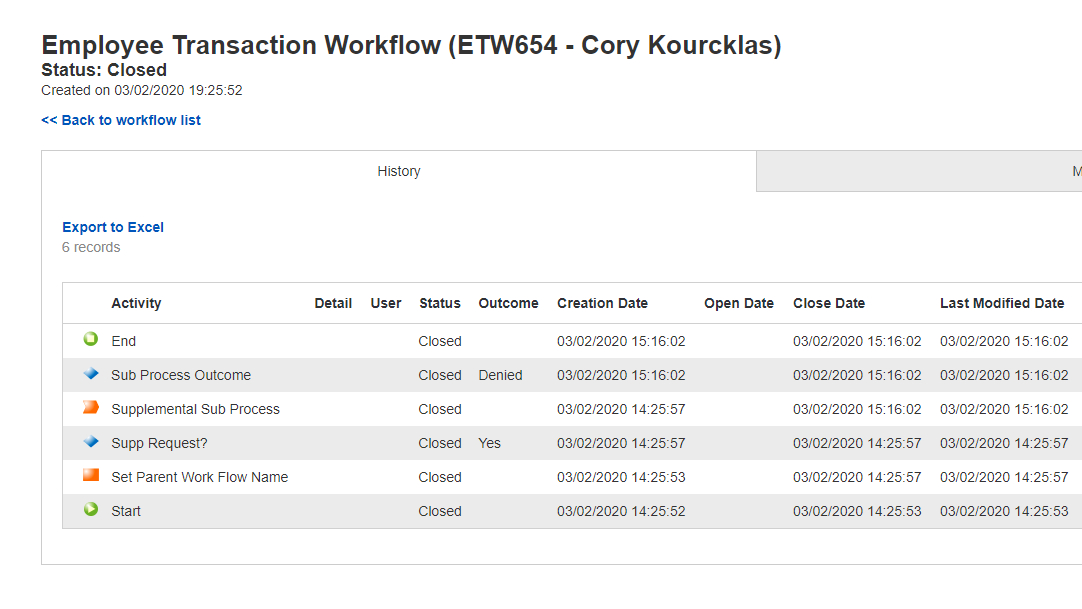 Employee Transaction Workflow (ETW654 - Cory Kourcklas)
Status: Closed
Created on 03/02/2020 19:25:52
<< Back to workflow list
History M
Export to Excel
6 records
Activity Detail User Status Outcome Creation Date Open Date Close Date Last Modified Date
End Closed 03/02/2020 15:16:02 03/02/2020 15:16:02 03/02/2020 15:16:02
Sub Process Outcome Closed Denied 03/02/2020 15:16:02 03/02/2020 15:16:02 03/02/2020 15:16:02
Supplemental Sub Process Closed 03/02/2020 14:25:57 03/02/2020 15:16:02 03/02/2020 15:16:02
Supp Request? Closed Yes 03/02/2020 14:25:57 03/02/2020 14:25:57 03/02/2020 14:25:57
Set Parent Work Flow Name Closed 03/02/2020 14:25:53 03/02/2020 14:25:57 03/02/2020 14:25:57
Start Closed 03/02/2020 14:25:52 03/02/2020 14:25:53 03/02/2020 14:25:53